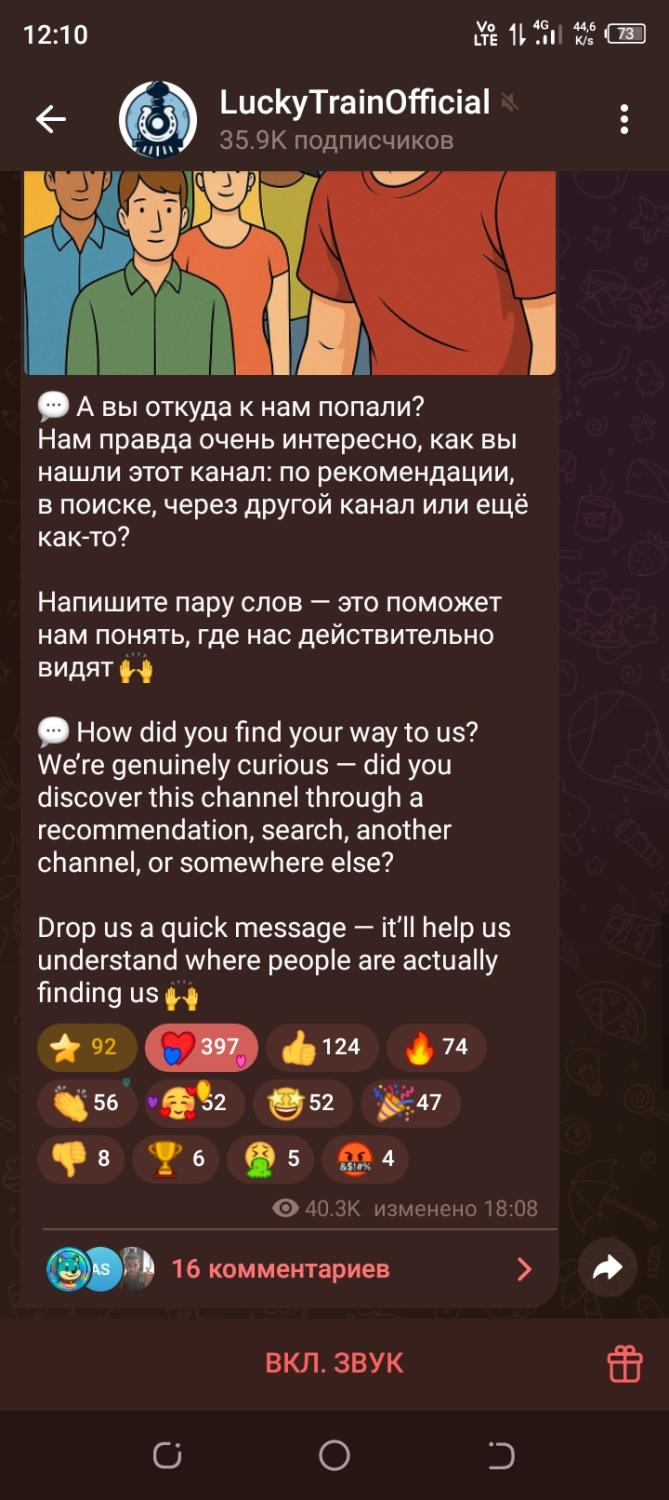 12:10
Vo LTE 4G 44,6 K/s 73
LuckyTrainOfficial
35.9K подписчиков
💬 А вы откуда к нам попали?
Нам правда очень интересно, как вы
нашли этот канал: по рекомендации,
в поиске, через другой канал или ещё
как-то?
Напишите пару слов — это поможет
нам понять, где нас действительно
видят 🙌
💬 How did you find your way to us?
We’re genuinely curious — did you
discover this channel through a
recommendation, search, another
channel, or somewhere else?
Drop us a quick message — it’ll help us
understand where people are actually
finding us 🙌
⭐ 92 ❤️ 397 👍 124 🔥 74
👏 56 🥰 52 🤩 52 🎉 47
👎 8 🏆 6 🤮 5 🤬 4
40.3K изменено 18:08
AS 16 комментариев
ВКЛ. ЗВУК